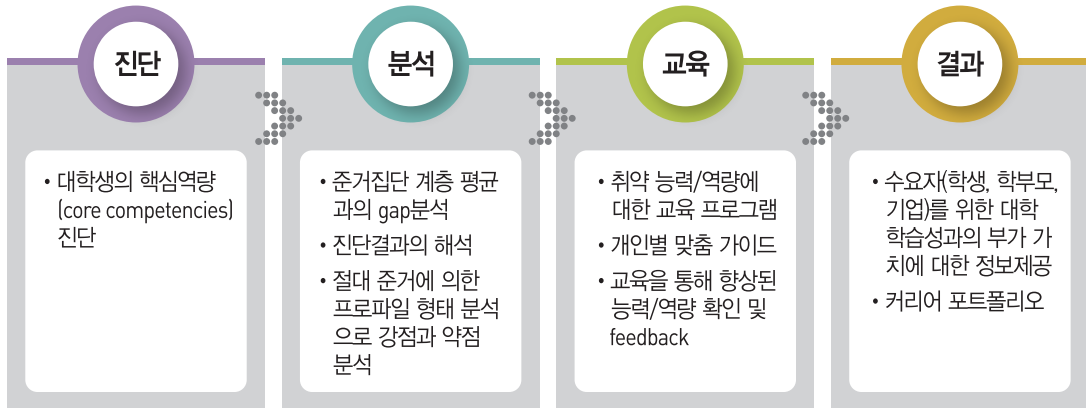 진단
• 대학생의 핵심역량
(core competencies)
진단
분석
• 준거집단 계층 평균
과의 gap분석
• 진단결과의 해석
• 절대 준거에 의한
프로파일 형태 분석
으로 강점과 약점
분석
교육
• 취약 능력/역량에
대한 교육 프로그램
• 개인별 맞춤 가이드
• 교육을 통해 향상된
능력/역량 확인 및
feedback
결과
• 수요자(학생, 학부모,
기업)를 위한 대학
학습성과의 부가 가
치에 대한 정보제공
• 커리어 포트폴리오